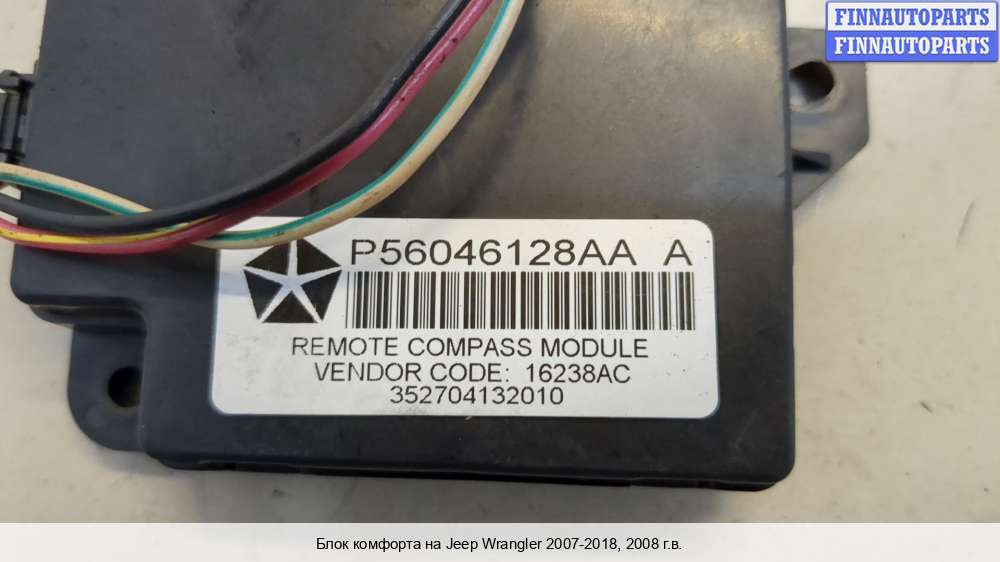 FINNAUTOPARTS
FINNAUTOPARTS
P56046128AA A
REMOTE COMPASS MODULE
VENDOR CODE: 16238AC
352704132010
Блок комфорта на Jeep Wrangler 2007-2018, 2008 г.в.